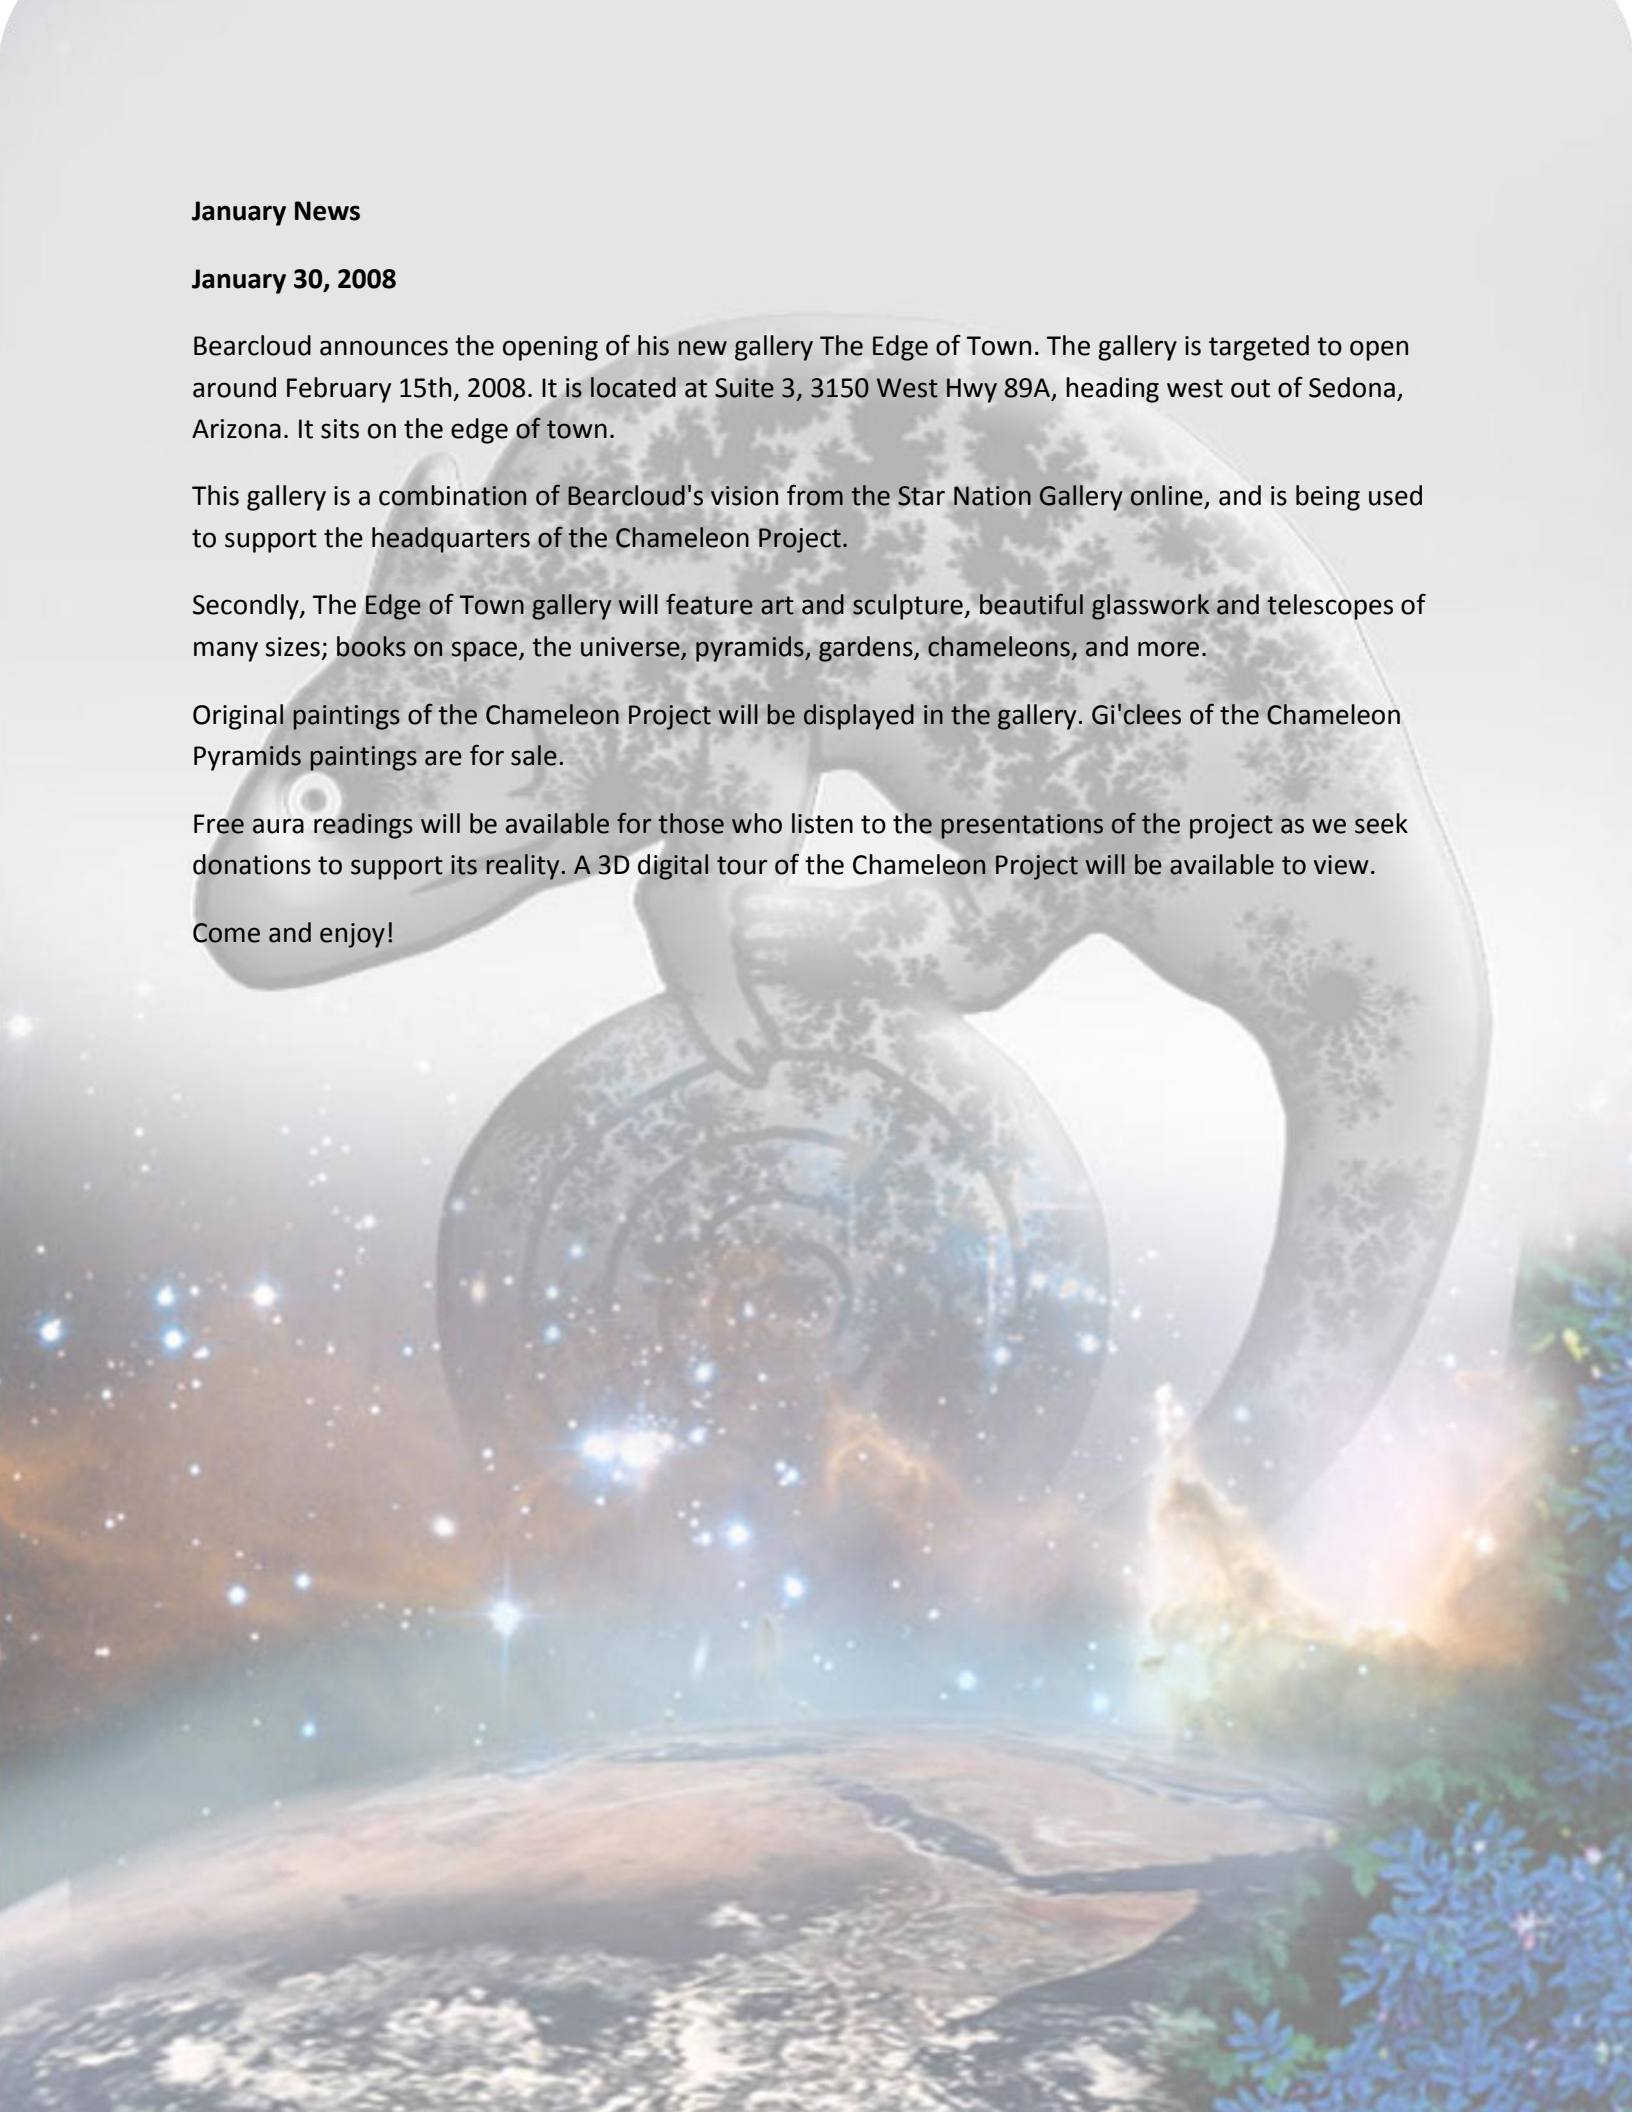 January News
January 30, 2008
Bearcloud announces the opening of his new gallery The Edge of Town. The gallery is targeted to open
around February 15th, 2008. It is located at Suite 3, 3150 West Hwy 89A, heading west out of Sedona,
Arizona. It sits on the edge of town.
This gallery is a combination of Bearcloud's vision from the Star Nation Gallery online, and is being used
to support the headquarters of the Chameleon Project.
Secondly, The Edge of Town gallery will feature art and sculpture, beautiful glasswork and telescopes of
many sizes; books on space, the universe, pyramids, gardens, chameleons, and more.
Original paintings of the Chameleon Project will be displayed in the gallery. Gi'clees of the Chameleon
Pyramids paintings are for sale.
Free aura readings will be available for those who listen to the presentations of the project as we seek
donations to support its reality. A 3D digital tour of the Chameleon Project will be available to view.
Come and enjoy!